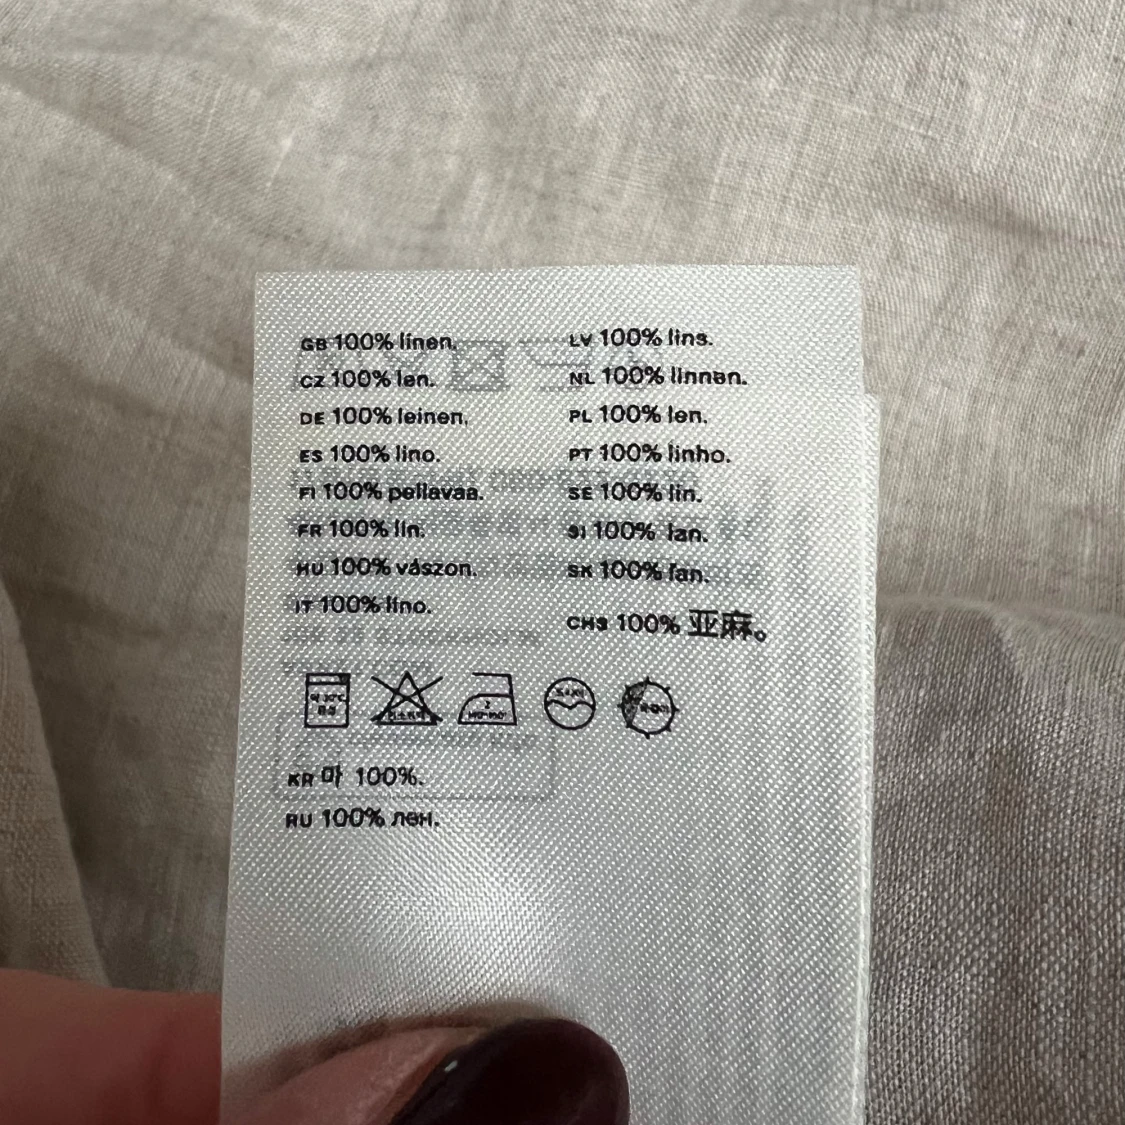 GB 100% linen.
CZ 100% len.
DE 100% leinen.
ES 100% lino.
FI 100% pellavaa.
FR 100% lin.
HU 100% vászon.
IT 100% lino.
LV 100% lins.
NL 100% linnen.
PL 100% len.
PT 100% linho.
SE 100% lin.
SI 100% lan.
SK 100% ľan.
CHS 100% 亚麻。
KR 마 100%.
RU 100% лен.